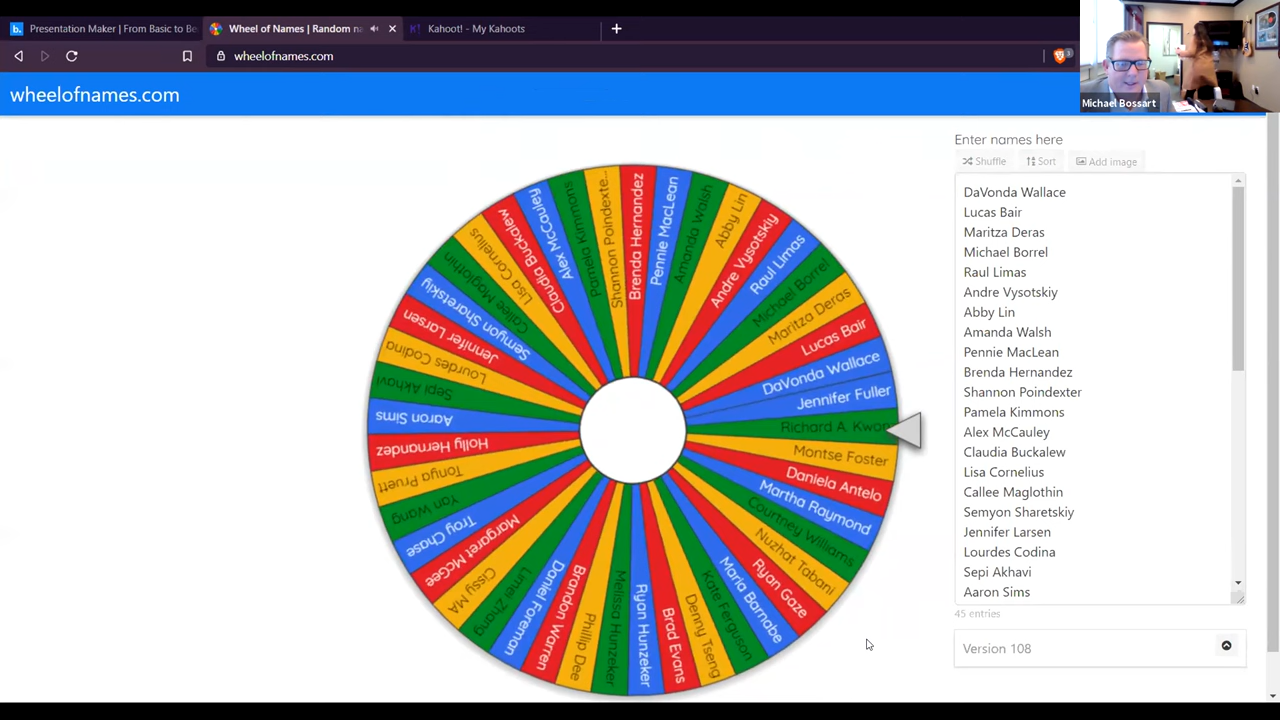 Presentation Maker | From Basic to Be
Wheel of Names | Random na
Kahoot! - My Kahoots
wheelofnames.com
3
wheelofnames.com
Michael Bossart
Enter names here
Shuffle
Sort
Add image
DaVonda Wallace
Lucas Bair
Maritza Deras
Michael Borrel
Raul Limas
Andre Vysotskiy
Abby Lin
Amanda Walsh
Pennie MacLean
Brenda Hernandez
Shannon Poindexter
Pamela Kimmons
Alex McCauley
Claudia Buckalew
Lisa Cornelius
Callee Maglothin
Semyon Sharetskiy
Jennifer Larsen
Lourdes Codina
Sepi Akhavi
Aaron Sims
45 entries
Version 108
Brenda Hernandez
Pennie MacLean
Amanda Walsh
Abby Lin
Andre Vysotskiy
Raul Limas
Michael Borrel
Maritza Deras
Lucas Bair
DaVonda Wallace
Jennifer Fuller
Richard A. Kwon
Montse Foster
Daniela Antelo
Martha Raymond
Courtney Williams
Nuzhat Tabani
Ryan Gaze
Maria Barnabe
Kate Ferguson
Denny Tseng
Brad Evans
Ryan Hunzeker
Melissa Hunzeker
Phillip Dee
Brandon Warren
Daniel Foreman
Limei Zhang
Cissy MA
Margaret McGee
Troy Chase
Yan Wang
Tonya Pruett
Holly Hernandez
Aaron Sims
Sepi Akhavi
Lourdes Codina
Jennifer Larsen
Semyon Sharetskiy
Callee Maglothin
Lisa Cornelius
Claudia Buckalew
Alex McCauley
Pamela Kimmons
Shannon Poindexte...